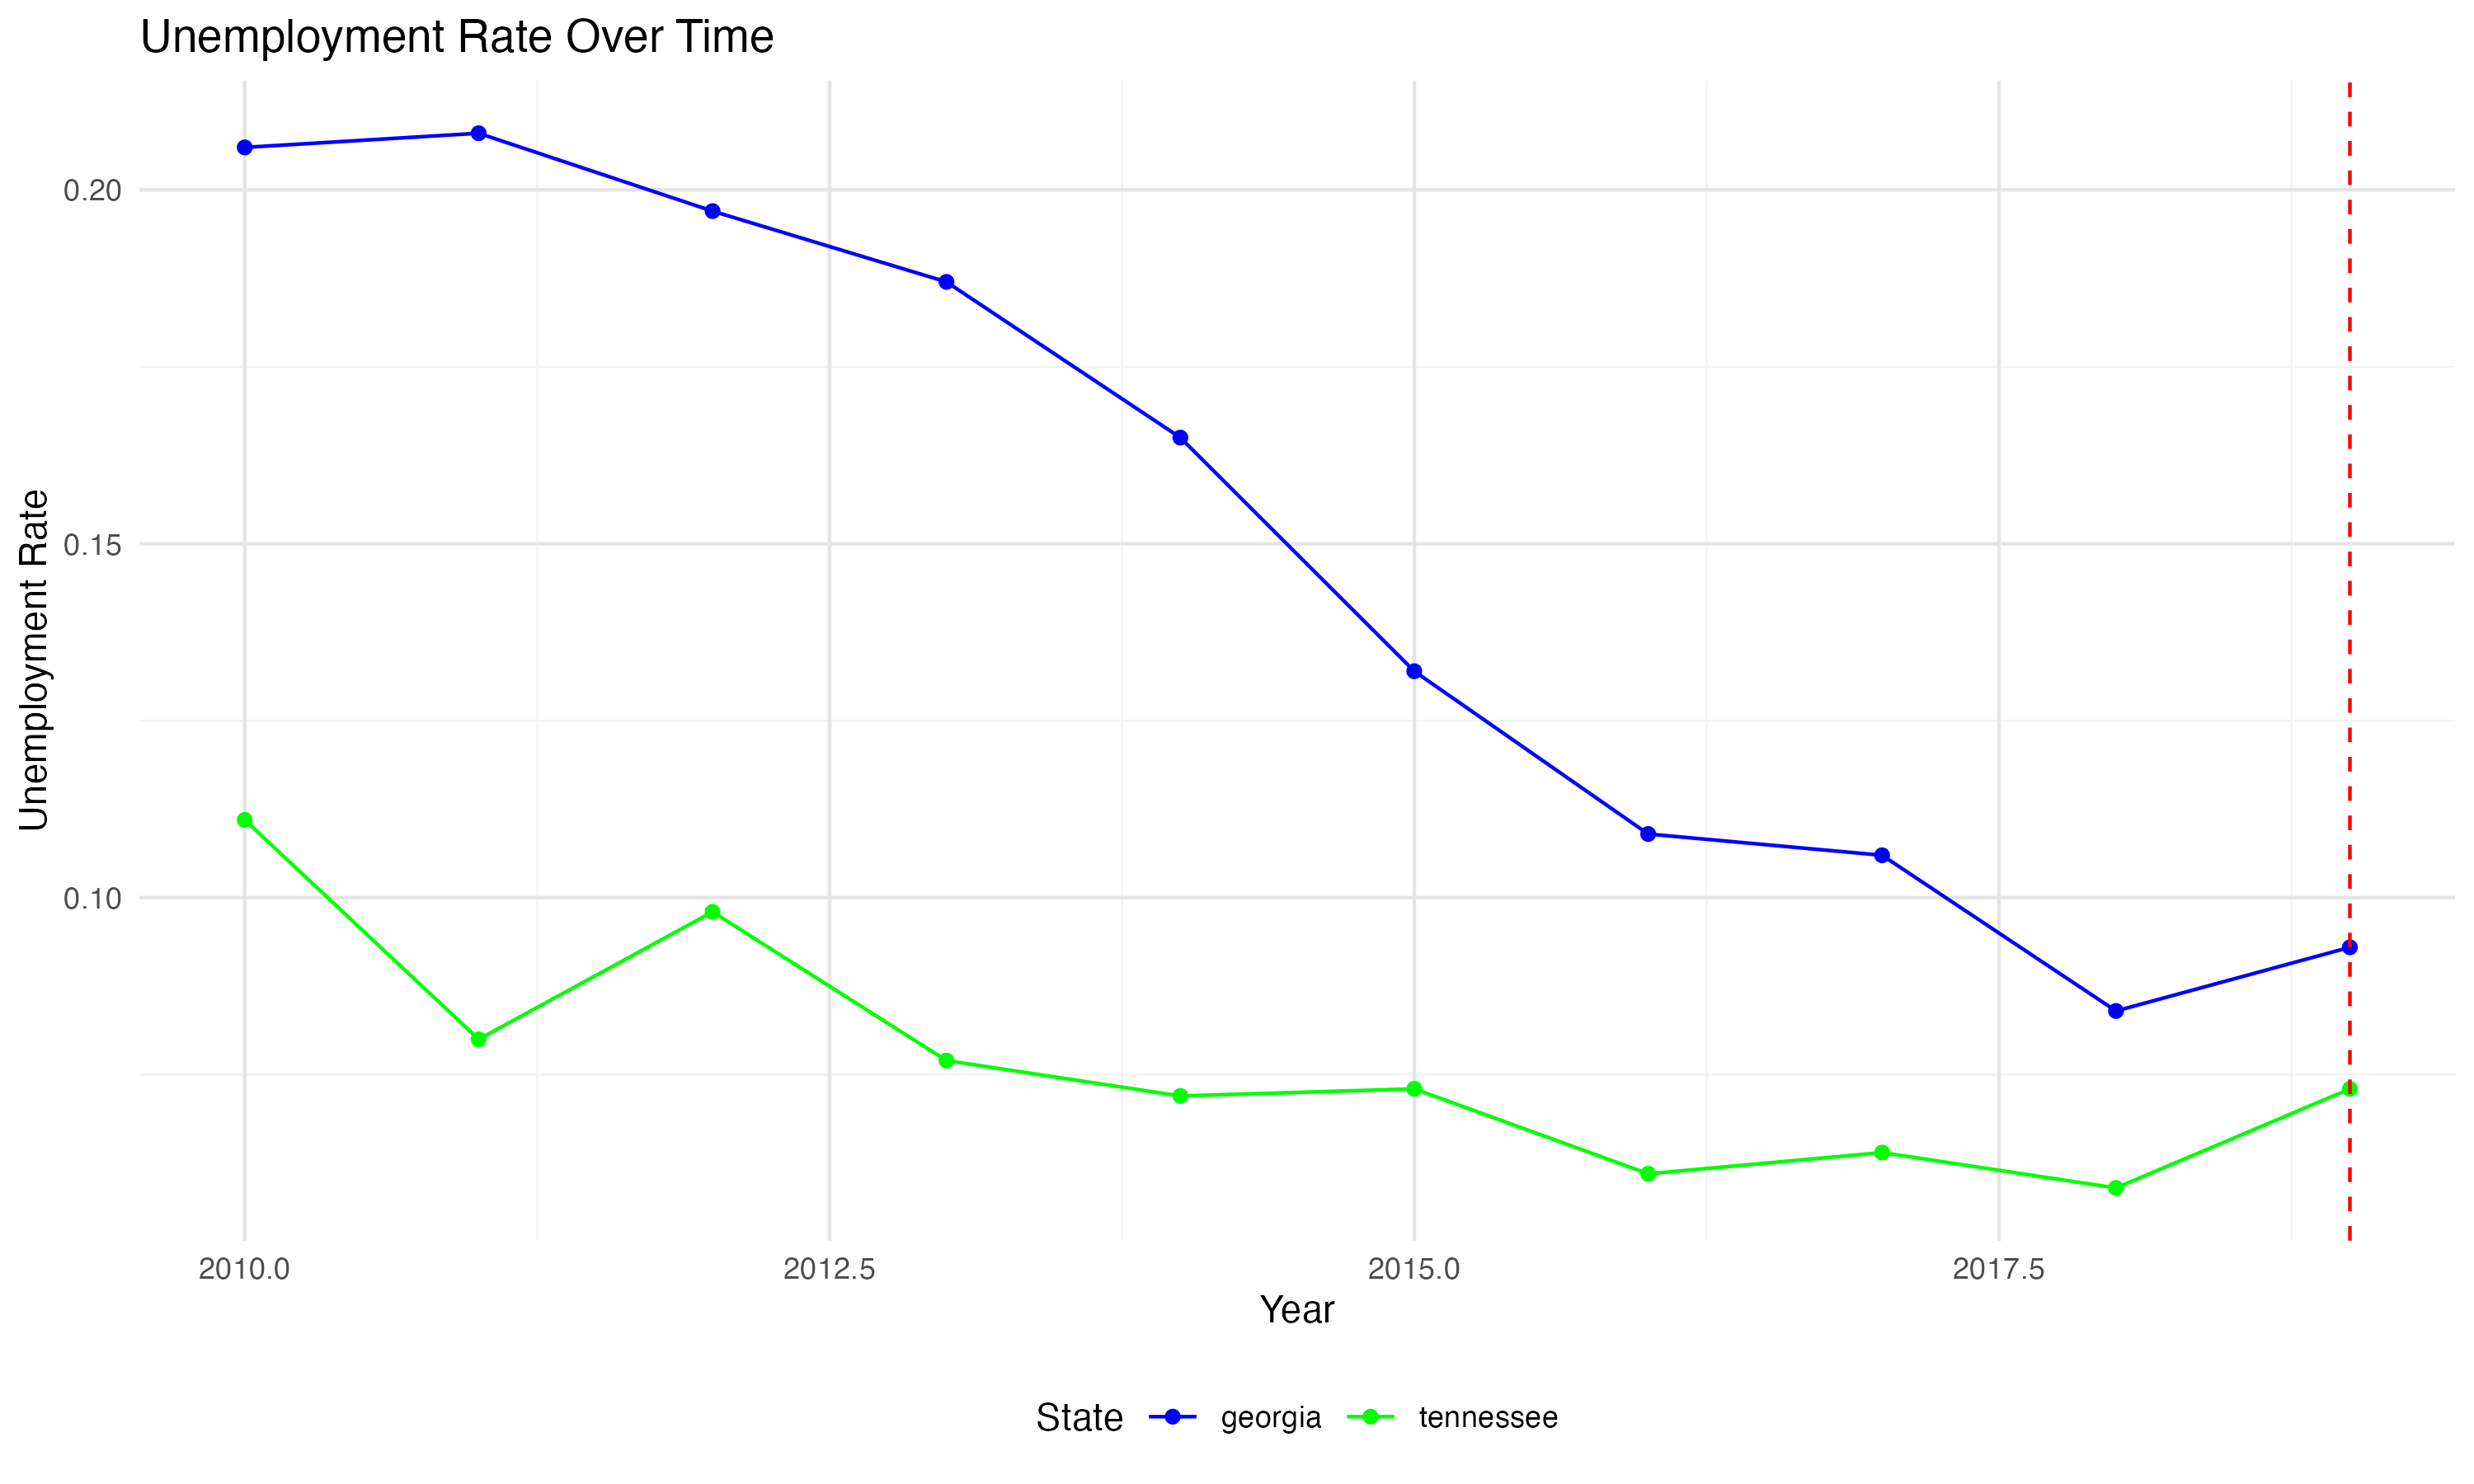 Unemployment Rate Over Time
Unemployment Rate
0.20
0.15
0.10
2010.0 2012.5 2015.0 2017.5
Year
State georgia tennessee